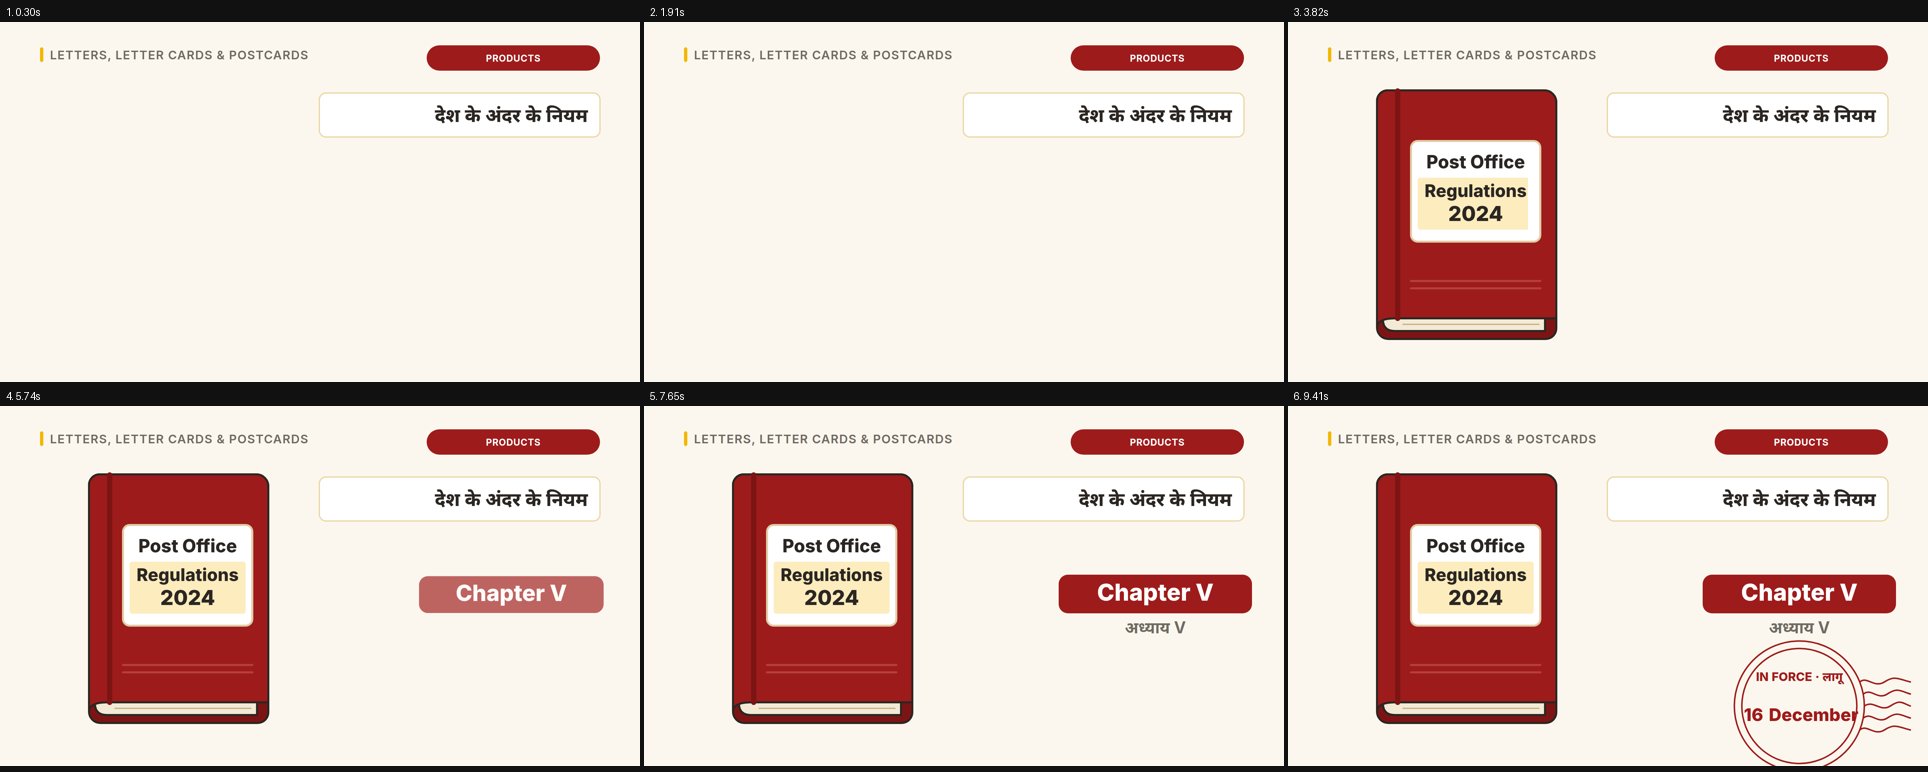 1. 0.30s
LETTERS, LETTER CARDS & POSTCARDS
PRODUCTS
देश के अंदर के नियम
2. 1.91s
LETTERS, LETTER CARDS & POSTCARDS
PRODUCTS
देश के अंदर के नियम
3. 3.82s
LETTERS, LETTER CARDS & POSTCARDS
PRODUCTS
देश के अंदर के नियम
Post Office
Regulations
2024
4. 5.74s
LETTERS, LETTER CARDS & POSTCARDS
PRODUCTS
देश के अंदर के नियम
Post Office
Regulations
2024
Chapter V
5. 7.65s
LETTERS, LETTER CARDS & POSTCARDS
PRODUCTS
देश के अंदर के नियम
Post Office
Regulations
2024
Chapter V
अध्याय V
6. 9.41s
LETTERS, LETTER CARDS & POSTCARDS
PRODUCTS
देश के अंदर के नियम
Post Office
Regulations
2024
Chapter V
अध्याय V
IN FORCE · लागू
16 December